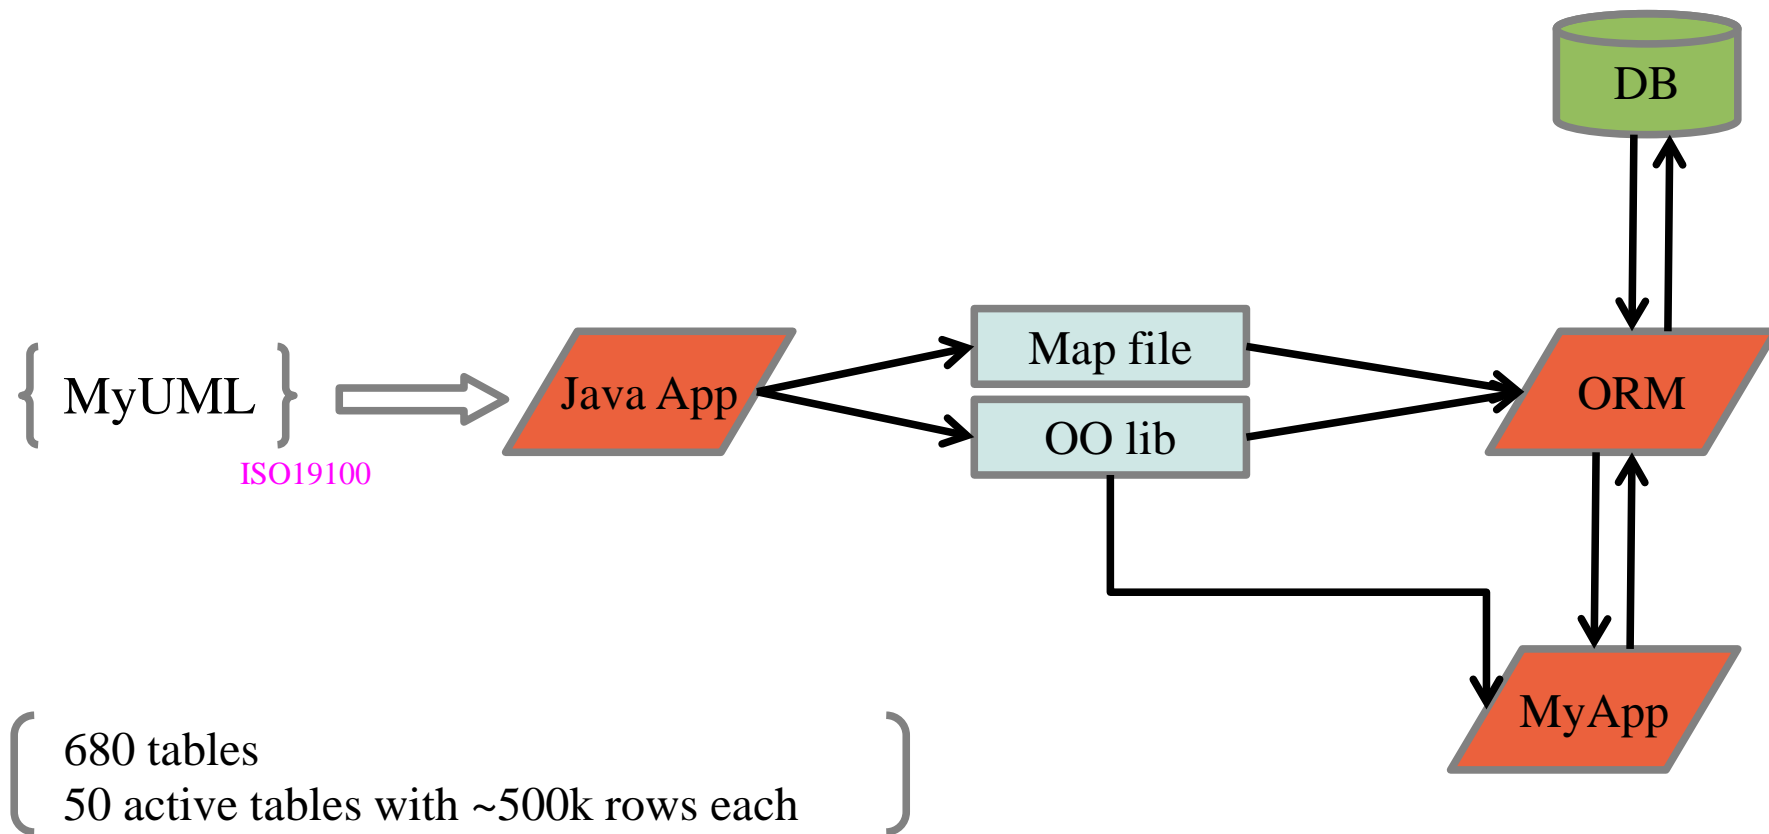 DB
Map file
MyUML
Java App
ORM
OO lib
ISO19100
MyApp
680 tables
50 active tables with ~500k rows each